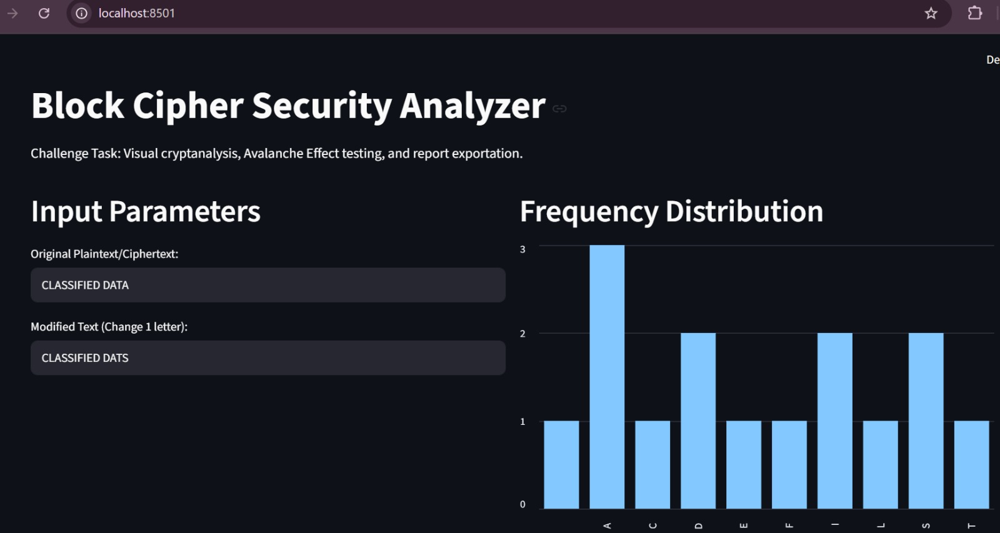 localhost:8501
De
Block Cipher Security Analyzer
Challenge Task: Visual cryptanalysis, Avalanche Effect testing, and report exportation.
Input Parameters
Original Plaintext/Ciphertext:
CLASSIFIED DATA
Modified Text (Change 1 letter):
CLASSIFIED DATS
Frequency Distribution
3
2
1
0
A C D E F I L S T